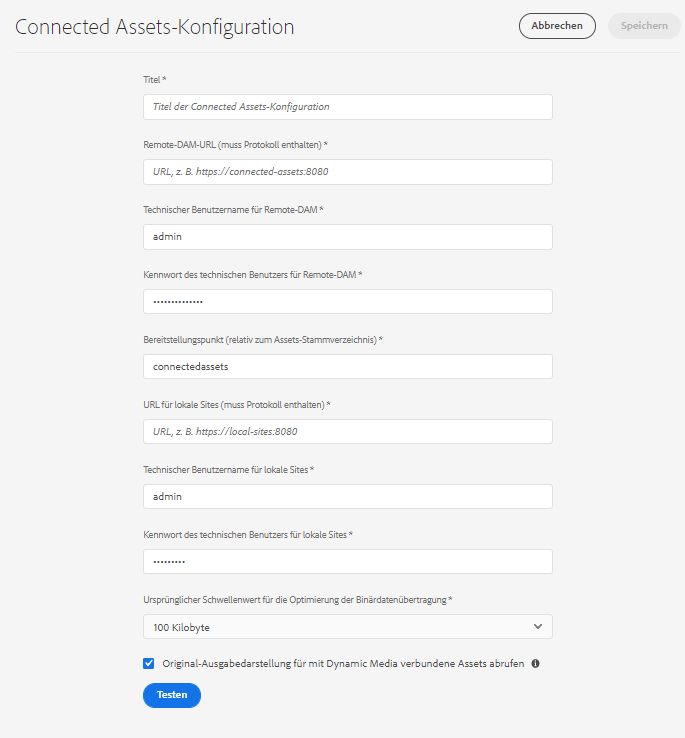 Connected Assets-Konfiguration
Abbrechen
Speichern
Titel *
Titel der Connected Assets-Konfiguration
Remote-DAM-URL (muss Protokoll enthalten) *
URL, z. B. https://connected-assets:8080
Technischer Benutzername für Remote-DAM *
admin
Kennwort des technischen Benutzers für Remote-DAM *
••••••••••••••
Bereitstellungspunkt (relativ zum Assets-Stammverzeichnis) *
connectedassets
URL für lokale Sites (muss Protokoll enthalten) *
URL, z. B. https://local-sites:8080
Technischer Benutzername für lokale Sites *
admin
Kennwort des technischen Benutzers für lokale Sites *
•••••••••
Ursprünglicher Schwellenwert für die Optimierung der Binärdatenübertragung *
100 Kilobyte
Original-Ausgabedarstellung für mit Dynamic Media verbundene Assets abrufen
Testen